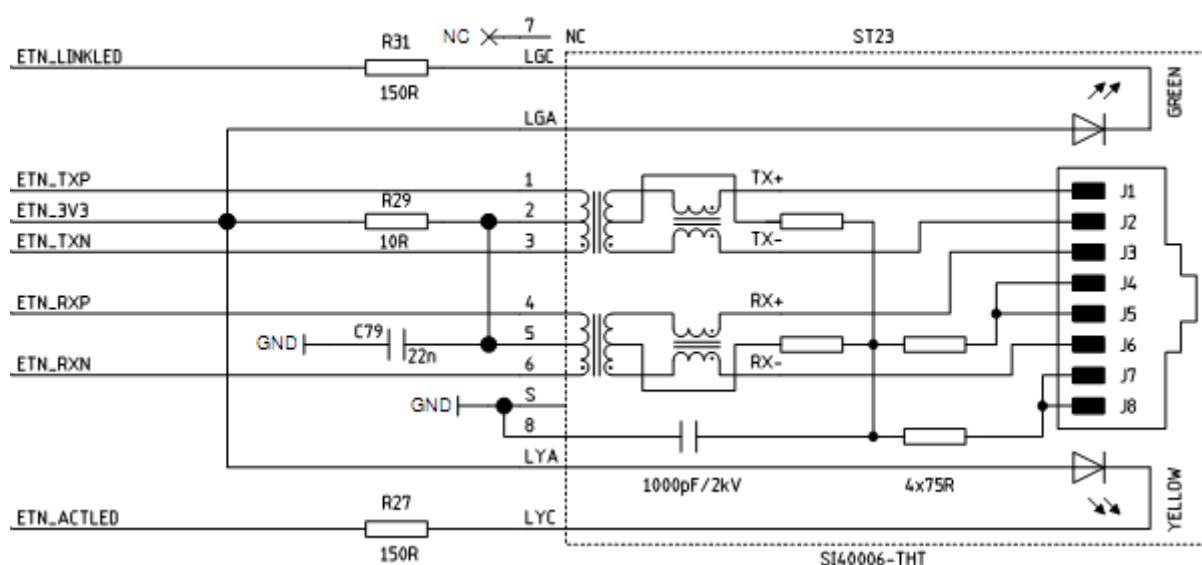 NC 7 NC ST23
ETN_LINKLED R31 LGC
150R
GREEN
LGA
ETN_TXP 1 TX+ J1
ETN_3V3 R29 2 J2
10R
ETN_TXN 3 TX- J3
J4
ETN_RXP 4 RX+ J5
GND C79 22n 5 J6
ETN_RXN 6 RX- J7
GND S J8
8
LYA
1000pF/2kV 4x75R
YELLOW
ETN_ACTLED R27 LYC
150R
SI40006-THT